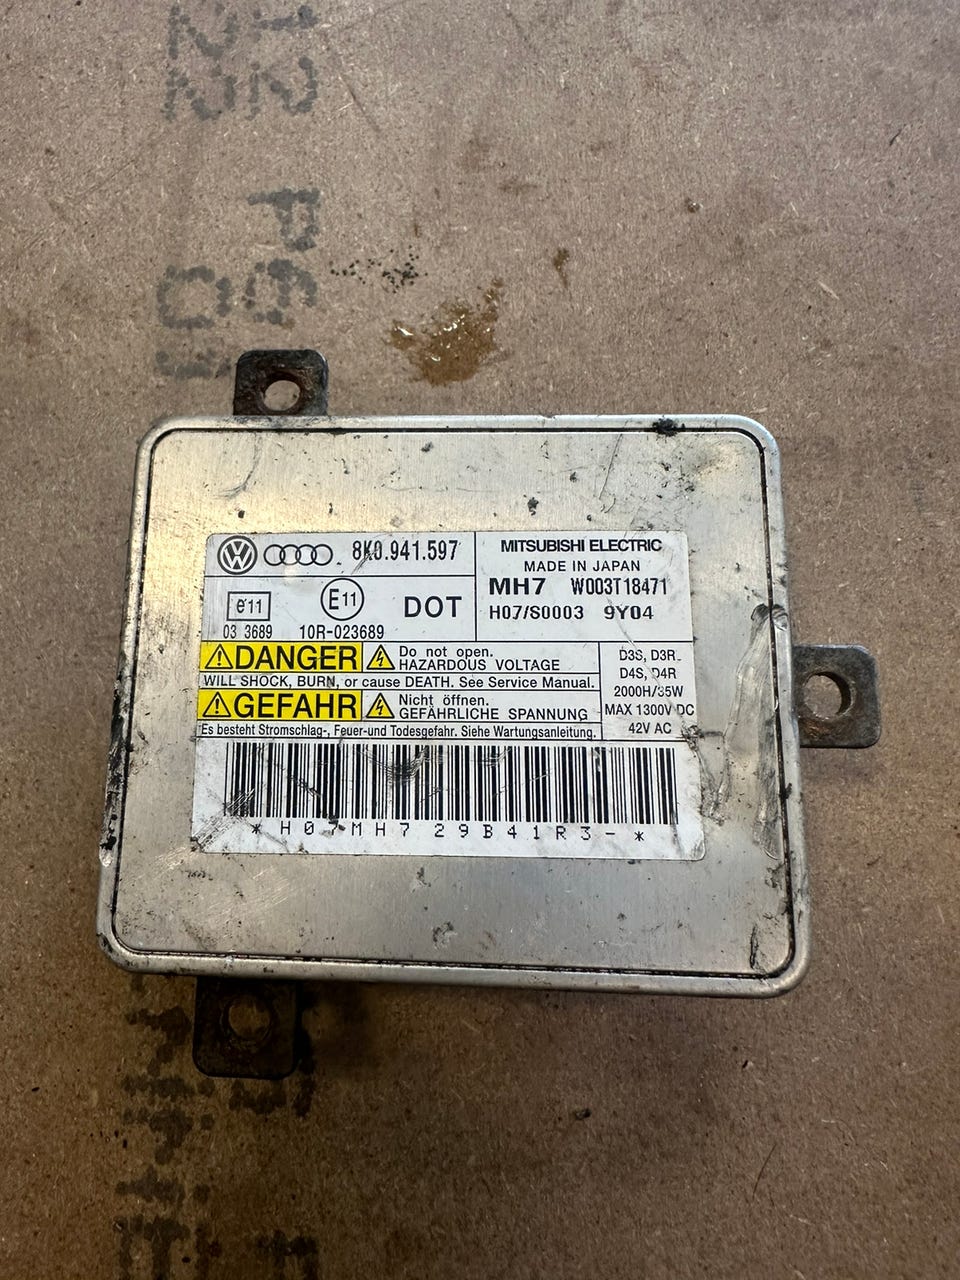 8K0.941.597
MITSUBISHI ELECTRIC
MADE IN JAPAN
MH7 W003T18471
H07/S0003 9Y04
e11
E11
DOT
03 3689 10R-023689
DANGER
Do not open.
HAZARDOUS VOLTAGE
WILL SHOCK, BURN, or cause DEATH. See Service Manual.
GEFAHR
Nicht öffnen.
GEFÄHRLICHE SPANNUNG
Es besteht Stromschlag-, Feuer-und Todesgefahr. Siehe Wartungsanleitung.
D3S, D3R
D4S, D4R
2000H/35W
MAX 1300V DC
42V AC
*H07MH7 29B41R3-*